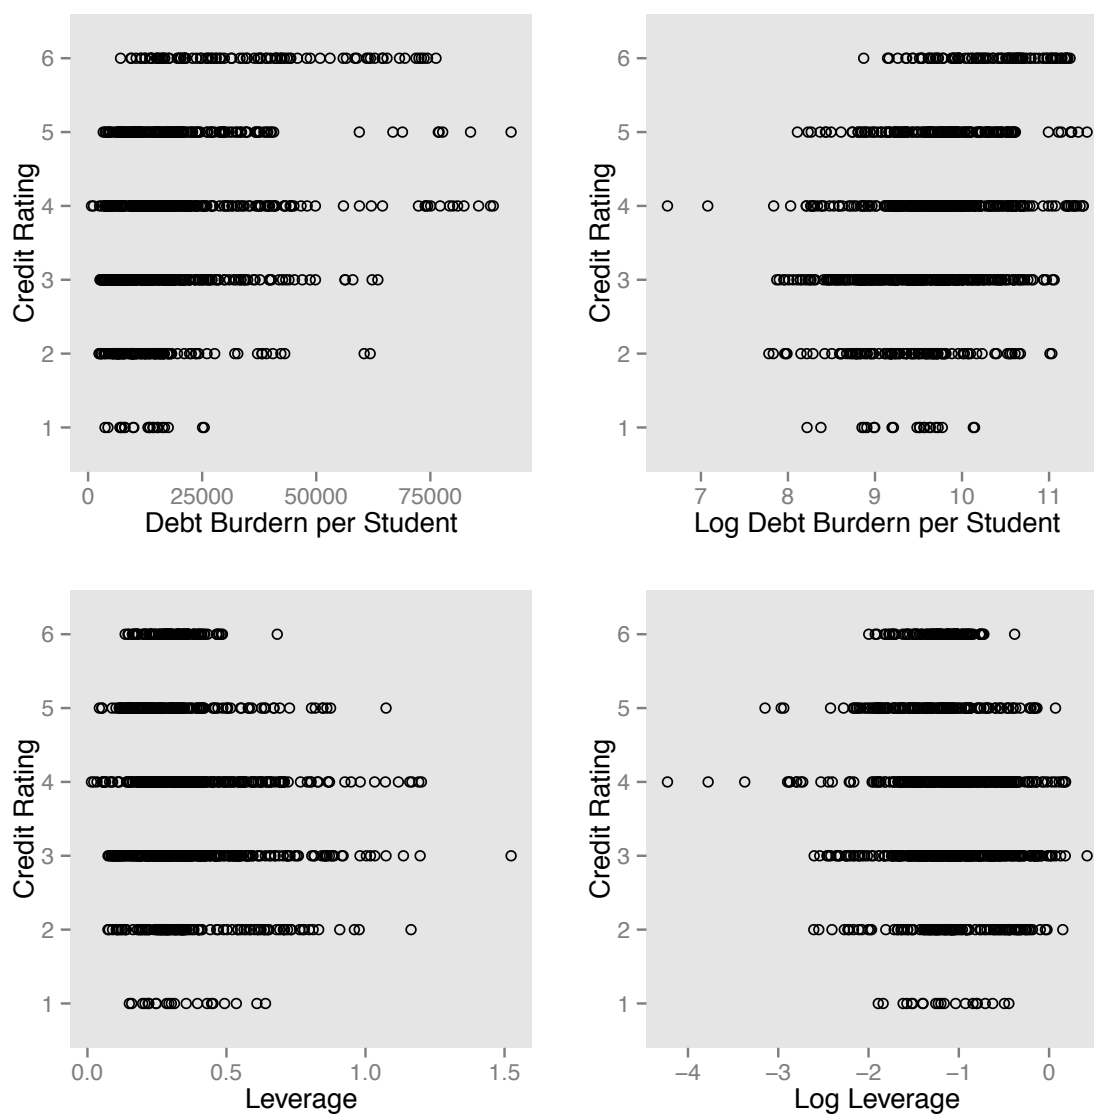 Credit Rating
6
5
4
3
2
1
0 25000 50000 75000
Debt Burdern per Student
Credit Rating
6
5
4
3
2
1
7 8 9 10 11
Log Debt Burdern per Student
Credit Rating
6
5
4
3
2
1
0.0 0.5 1.0 1.5
Leverage
Credit Rating
6
5
4
3
2
1
−4 −3 −2 −1 0
Log Leverage